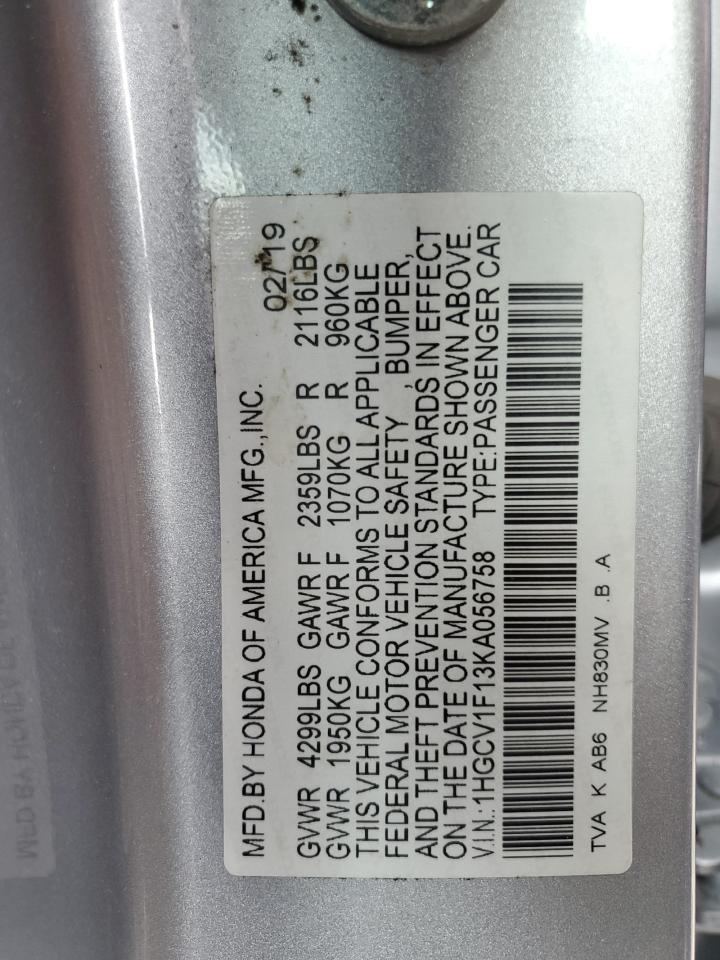 MFD.BY HONDA OF AMERICA MFG.,INC. 02/19
GVWR 4299LBS GAWR F 2359LBS R 2116LBS
GVWR 1950KG GAWR F 1070KG R 960KG
THIS VEHICLE CONFORMS TO ALL APPLICABLE
FEDERAL MOTOR VEHICLE SAFETY , BUMPER,
AND THEFT PREVENTION STANDARDS IN EFFECT
ON THE DATE OF MANUFACTURE SHOWN ABOVE.
V.I.N.:1HGCV1F13KA056758 TYPE:PASSENGER CAR
TVA K AB6 NH830MV .B .A